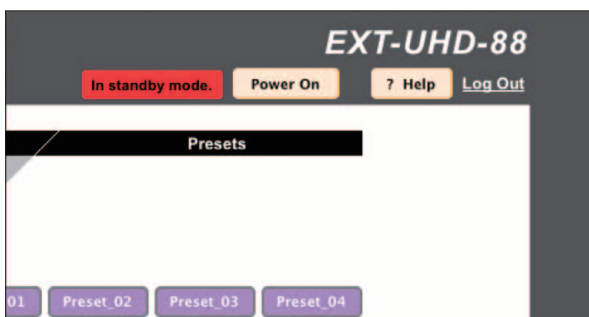 EXT-UHD-88
In standby mode. Power On ? Help Log Out
Presets
01 Preset_02 Preset_03 Preset_04